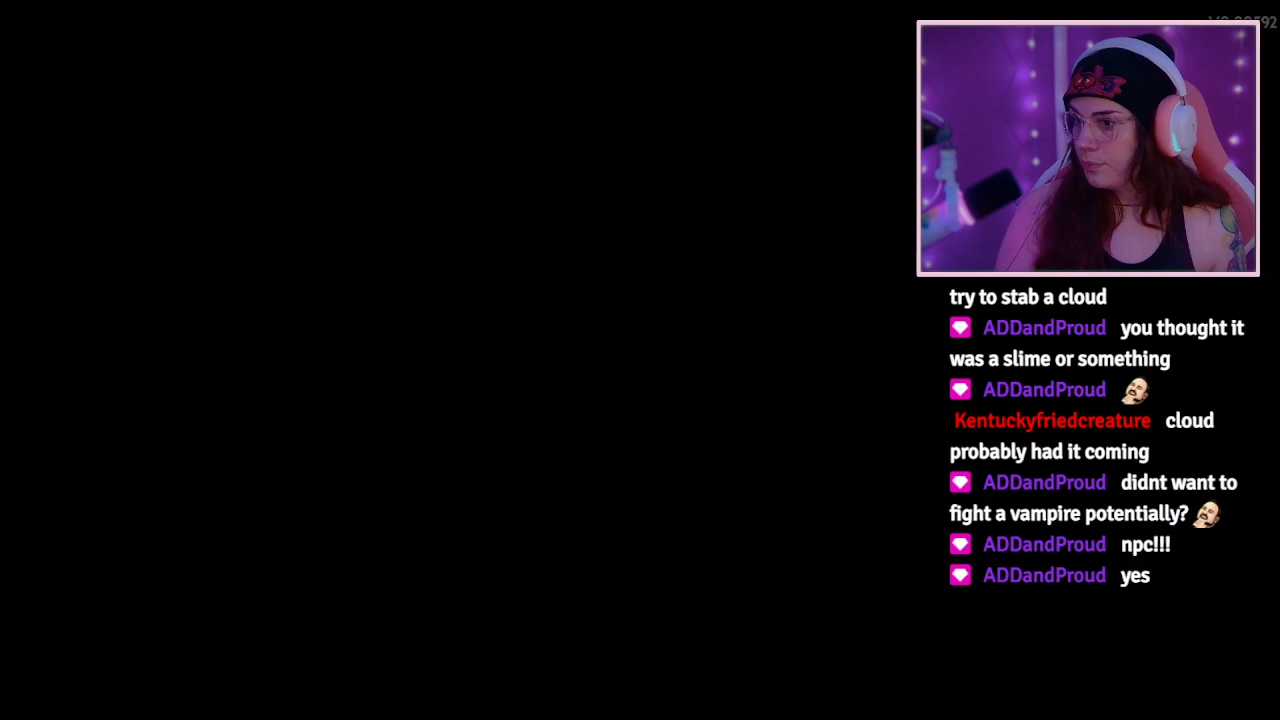 try to stab a cloud
ADDandProud you thought it
was a slime or something
ADDandProud
Kentuckyfriedcreature cloud
probably had it coming
ADDandProud didnt want to
fight a vampire potentially?
ADDandProud npc!!!
ADDandProud yes